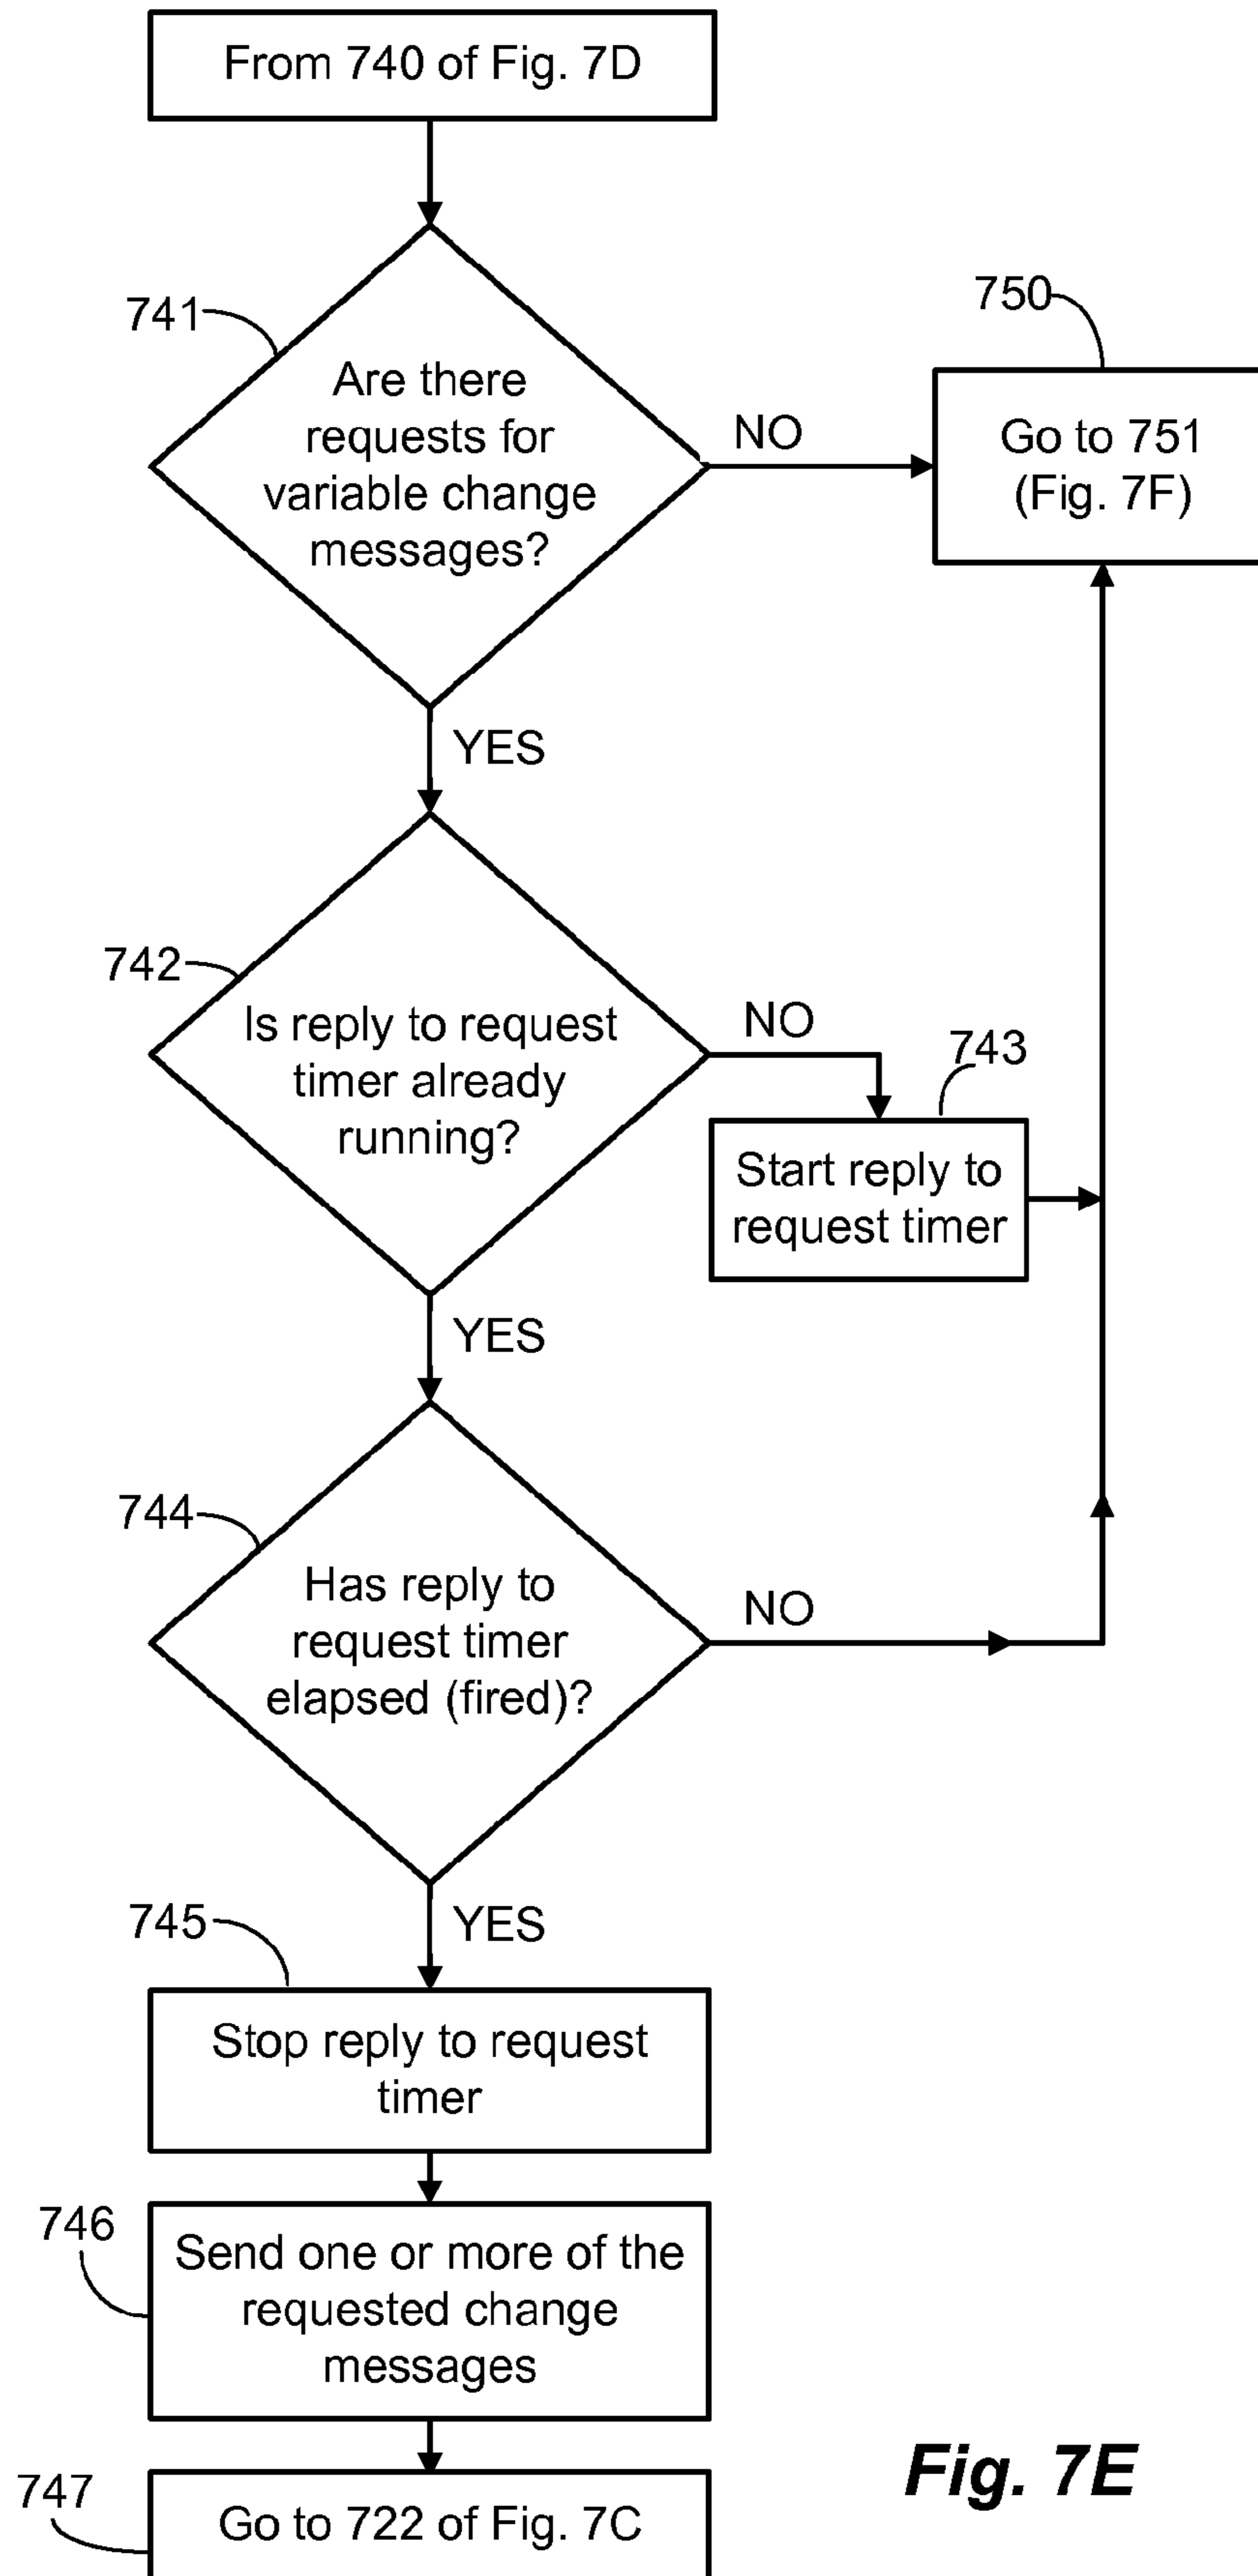 From 740 of Fig. 7D
741
Are there
requests for
variable change
messages?
NO
750
Go to 751
(Fig. 7F)
YES
742
Is reply to request
timer already
running?
NO
743
Start reply to
request timer
YES
744
Has reply to
request timer
elapsed (fired)?
NO
YES
745
Stop reply to request
timer
746
Send one or more of the
requested change
messages
747
Go to 722 of Fig. 7C
Fig. 7E